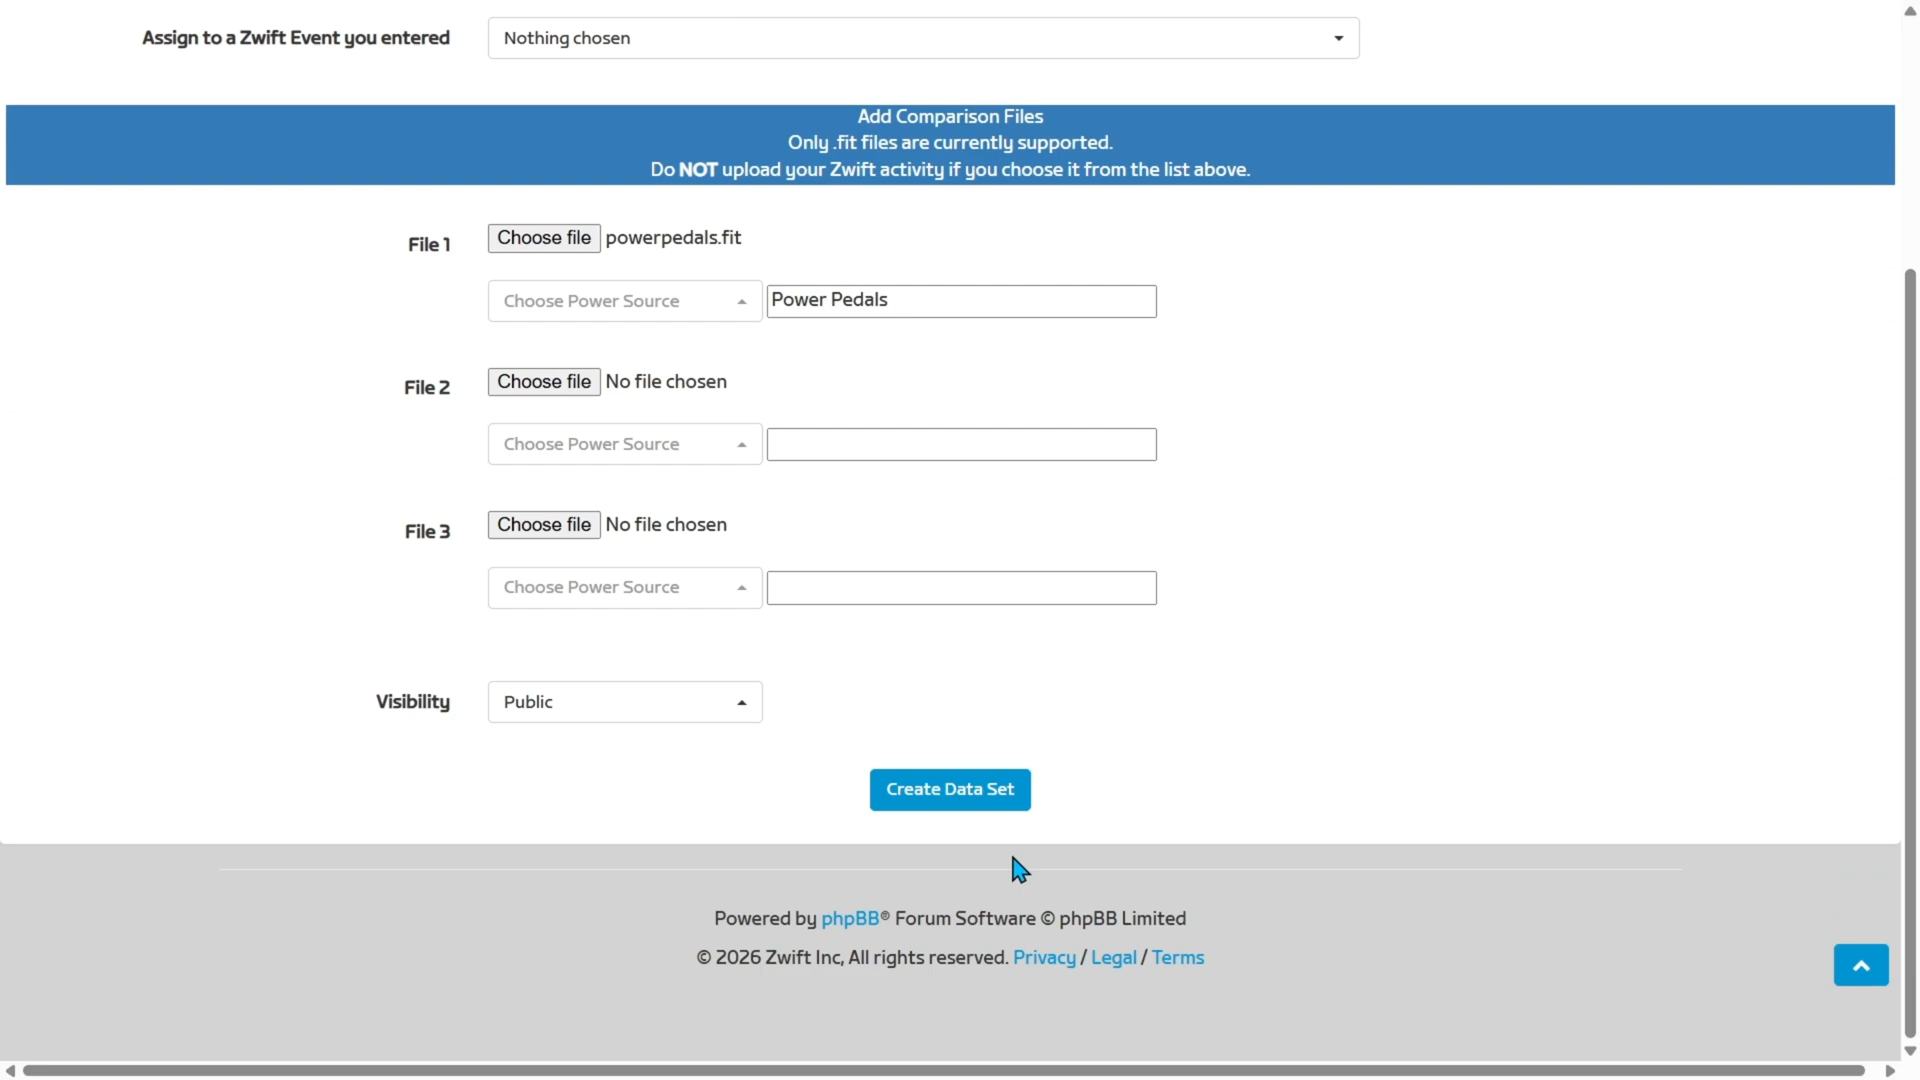 Assign to a Zwift Event you entered
Nothing chosen
Add Comparison Files
Only .fit files are currently supported.
Do NOT upload your Zwift activity if you choose it from the list above.
File 1
Choose file powerpedals.fit
Choose Power Source
Power Pedals
File 2
Choose file No file chosen
Choose Power Source
File 3
Choose file No file chosen
Choose Power Source
Visibility
Public
Create Data Set
Powered by phpBB® Forum Software © phpBB Limited
© 2026 Zwift Inc, All rights reserved. Privacy / Legal / Terms